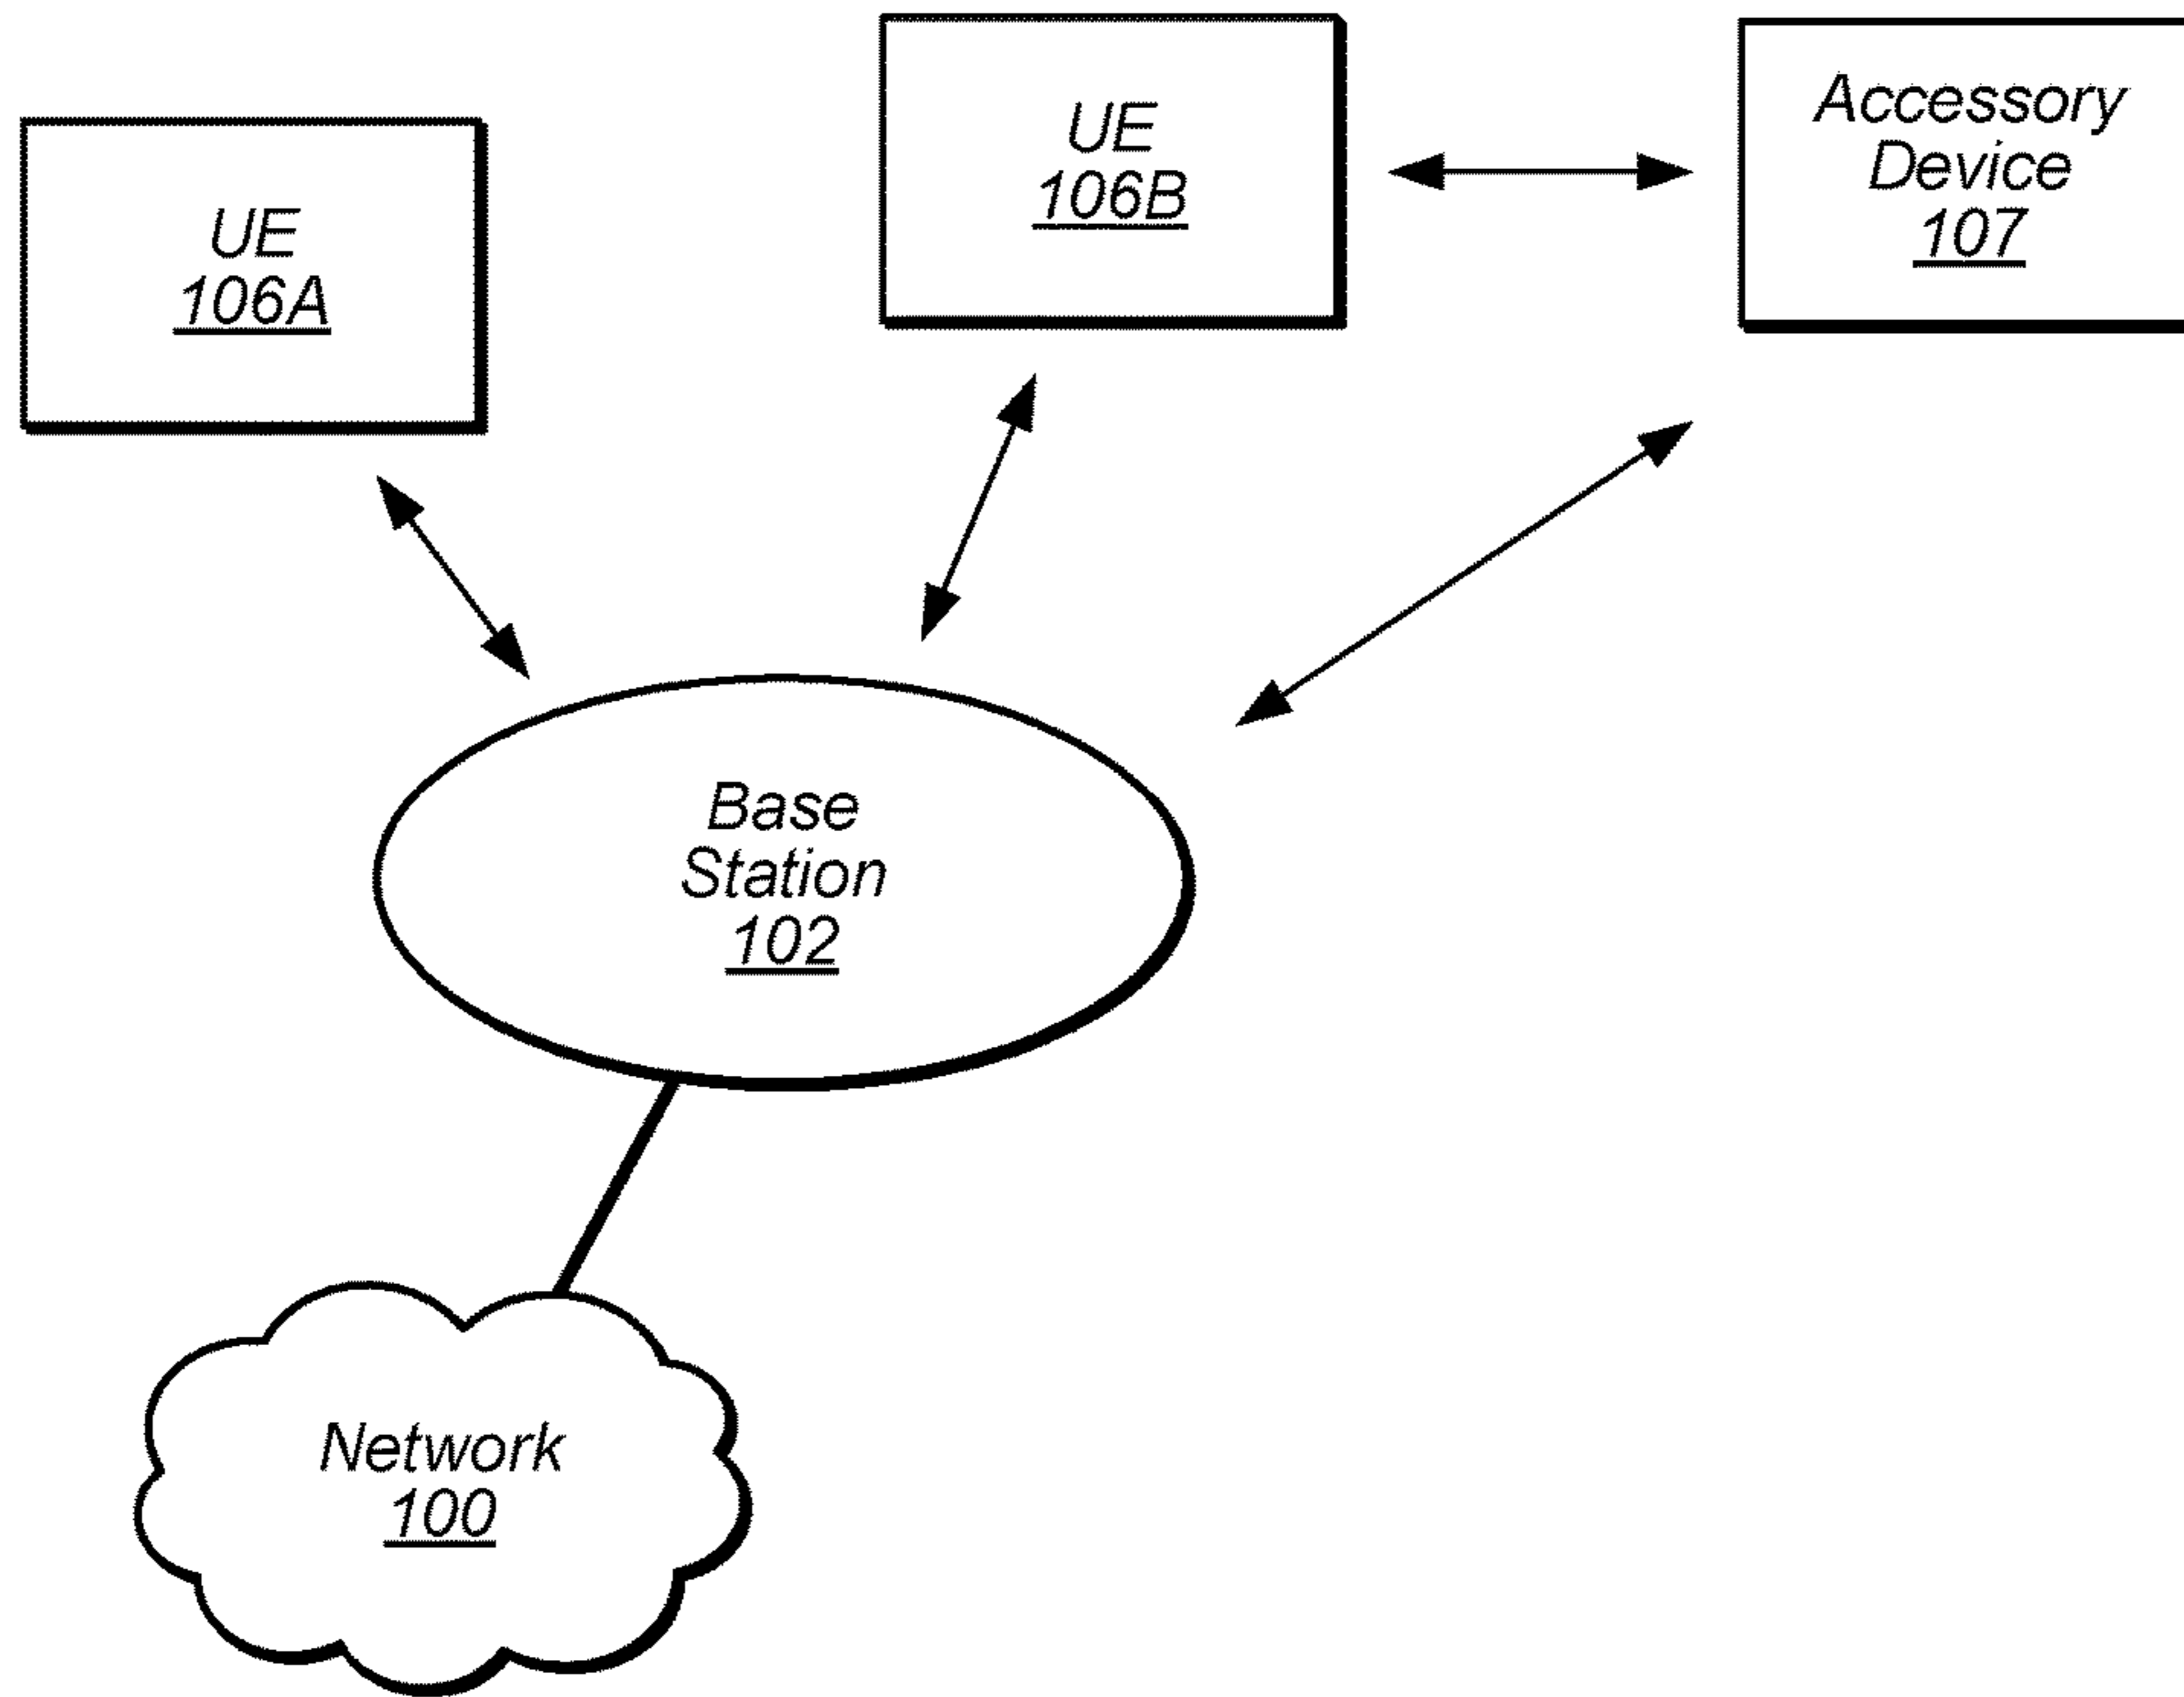 UE
106A
UE
106B
Accessory
Device
107
Base
Station
102
Network
100